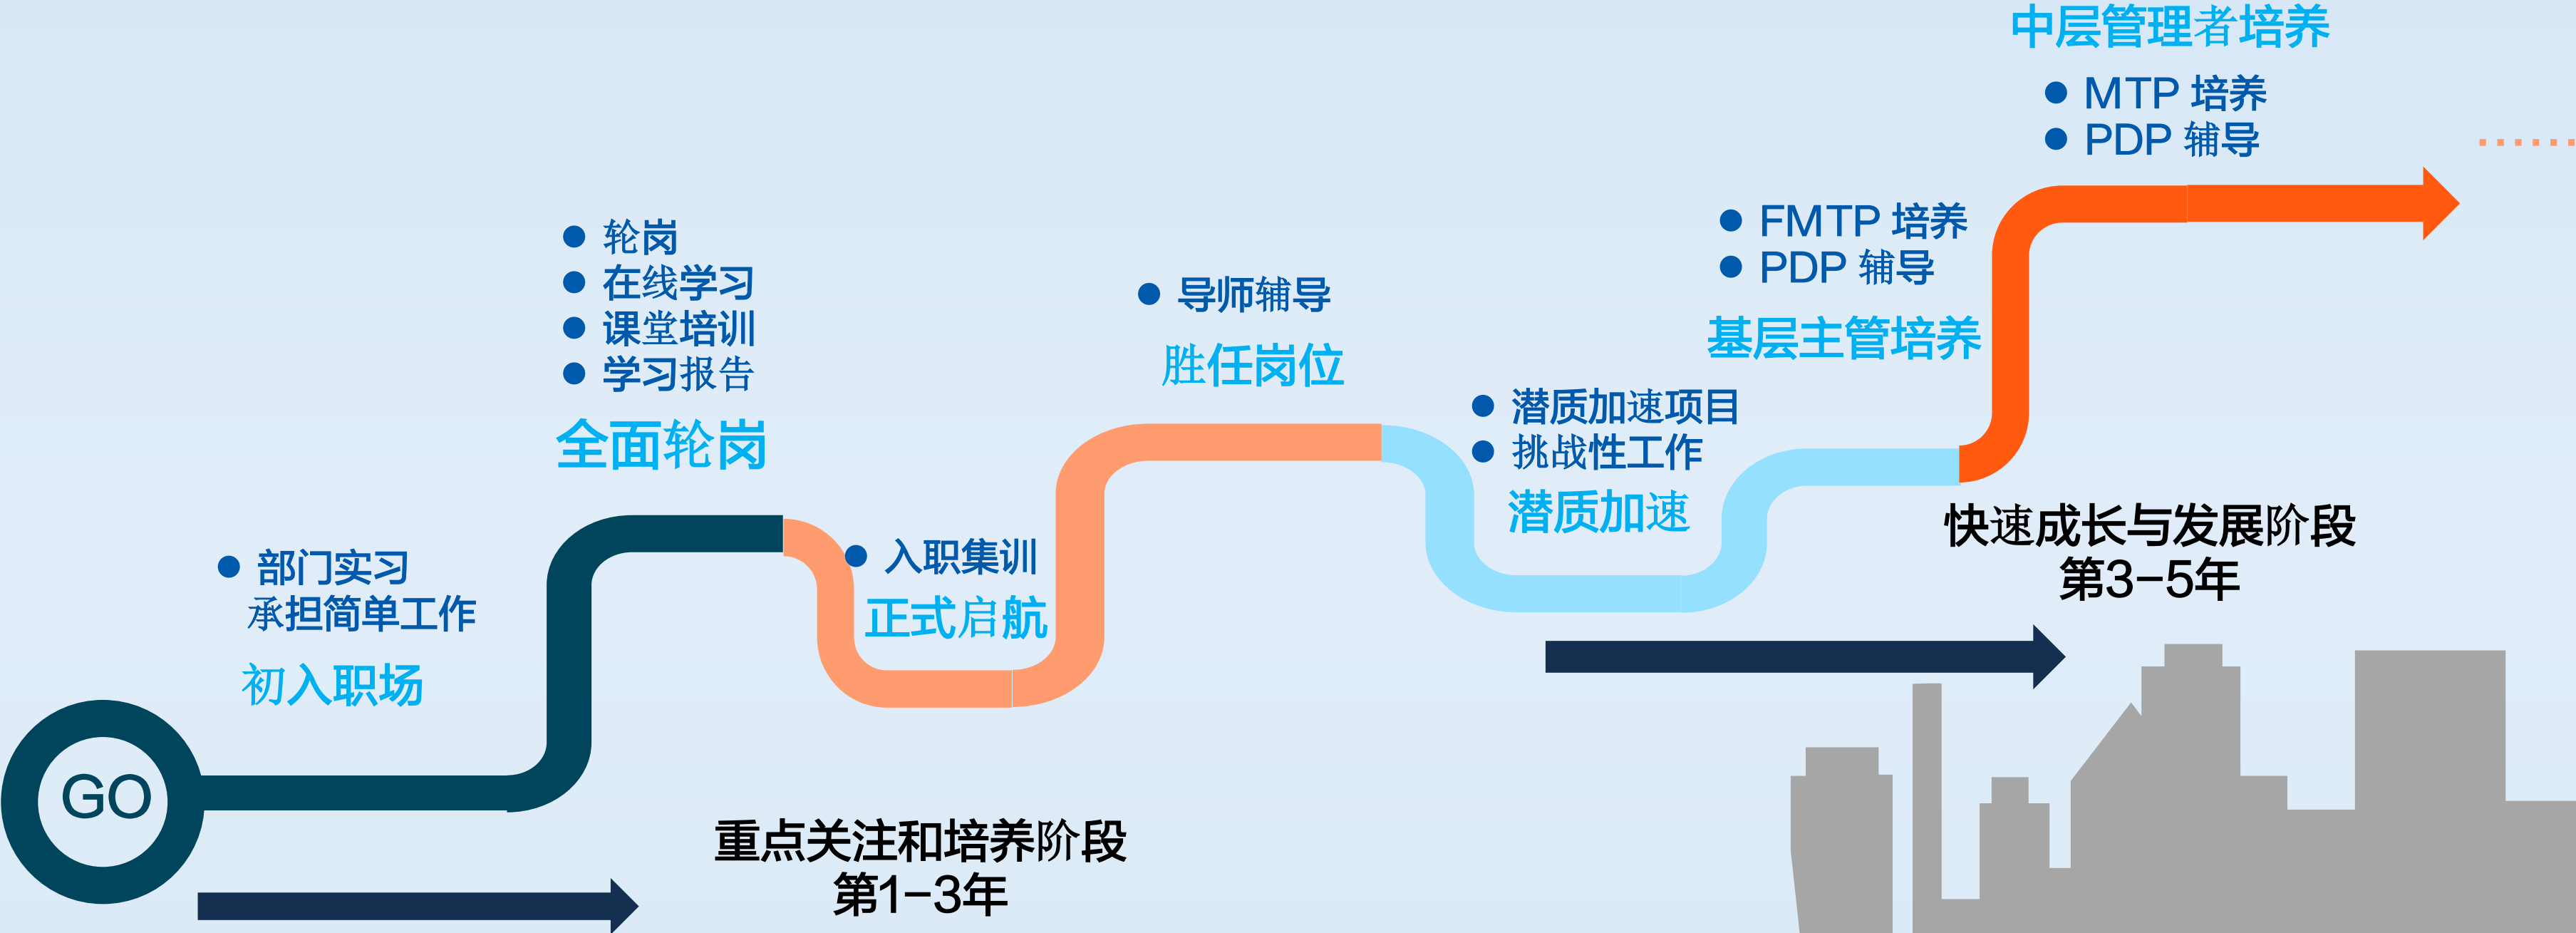 GO
部门实习
承担简单工作
初入职场
轮岗
在线学习
课堂培训
学习报告
全面轮岗
入职集训
正式启航
导师辅导
胜任岗位
重点关注和培养阶段
第1-3年
潜质加速项目
挑战性工作
潜质加速
FMTP 培养
PDP 辅导
基层主管培养
中层管理者培养
MTP 培养
PDP 辅导
快速成长与发展阶段
第3-5年